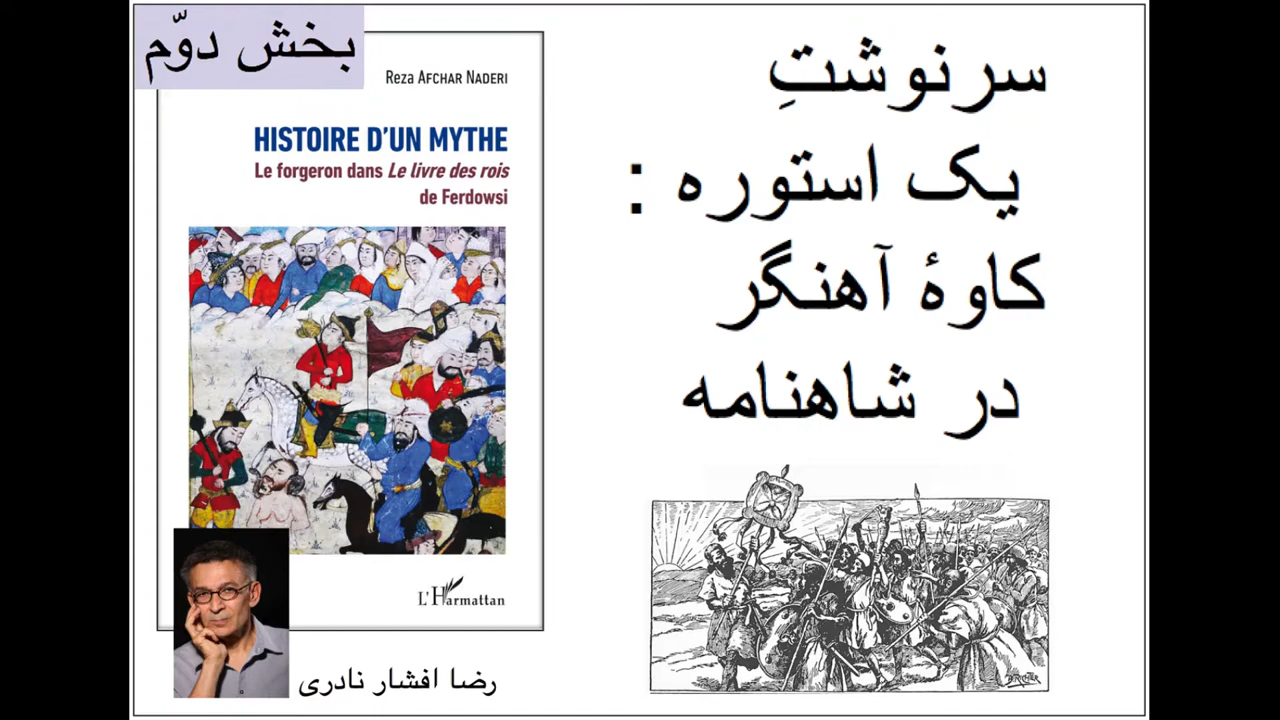 بخش دوّم
Reza AFCHAR NADERI
HISTOIRE D'UN MYTHE
Le forgeron dans Le livre des rois
de Ferdowsi
L'Harmattan
رضا افشار نادری
سرنوشتِ
یک استوره :
کاوهٔ آهنگر
در شاهنامه